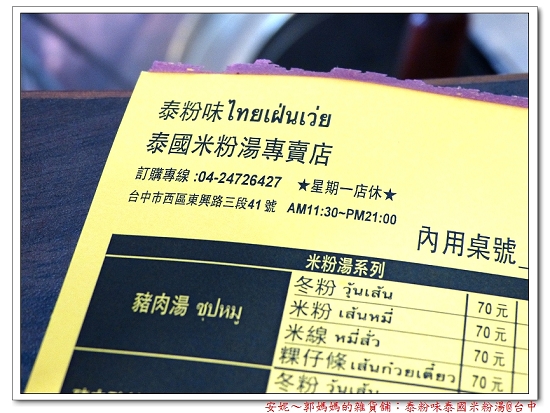 泰粉味ไทยเฝ่นเว่ย
泰國米粉湯專賣店
訂購專線:04-24726427 ★星期一店休★
台中市西區東興路三段41號 AM11:30~PM21:00
內用桌號
米粉湯系列
豬肉湯 ซุปหมู
冬粉 วุ้นเส้น 70元
米粉 เส้นหมี่ 70元
米線 หมี่สั่ว 70元
粿仔條 เส้นก๋วยเตี๋ยว 70元
冬粉 วุ้นเส้น
安妮~郭媽媽的雜貨舖:泰粉味泰國米粉湯@台中